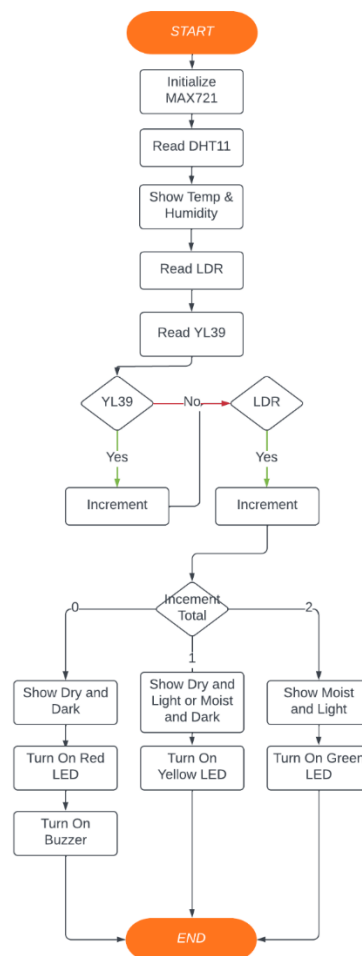 START
Initialize
MAX721
Read DHT11
Show Temp &
Humidity
Read LDR
Read YL39
YL39
No
LDR
Yes
Yes
Increment
Increment
Incement
Total
0
1
2
Show Dry and
Dark
Show Dry and
Light or Moist
and Dark
Show Moist
and Light
Turn On Red
LED
Turn On
Yellow LED
Turn On Green
LED
Turn On
Buzzer
END